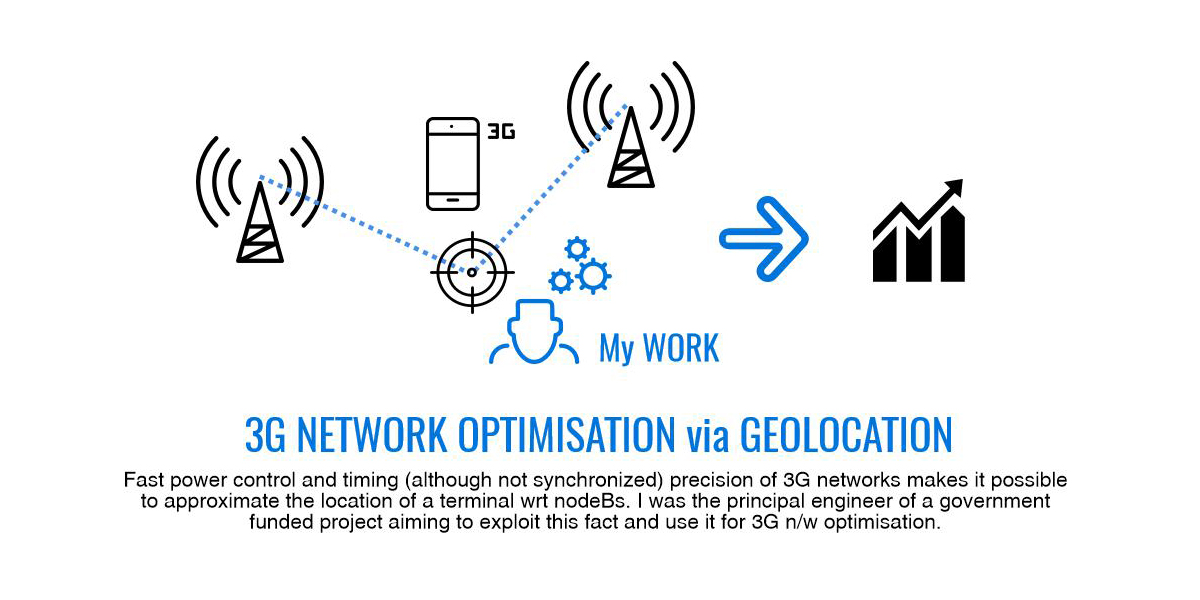 3G
My WORK
3G NETWORK OPTIMISATION via GEOLOCATION
Fast power control and timing (although not synchronized) precision of 3G networks makes it possible
to approximate the location of a terminal wrt nodeBs. I was the principal engineer of a government
funded project aiming to exploit this fact and use it for 3G n/w optimisation.